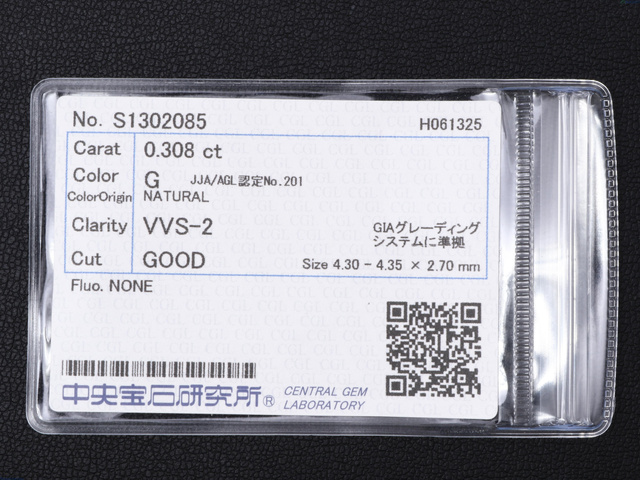 No. S1302085
H061325
Carat 0.308 ct
Color G JJA/AGL認定No.201
ColorOrigin NATURAL
Clarity VVS-2
GIAグレーディング
システムに準拠
Cut GOOD Size 4.30 - 4.35 × 2.70 mm
Fluo. NONE
中央宝石研究所® CENTRAL GEM
LABORATORY